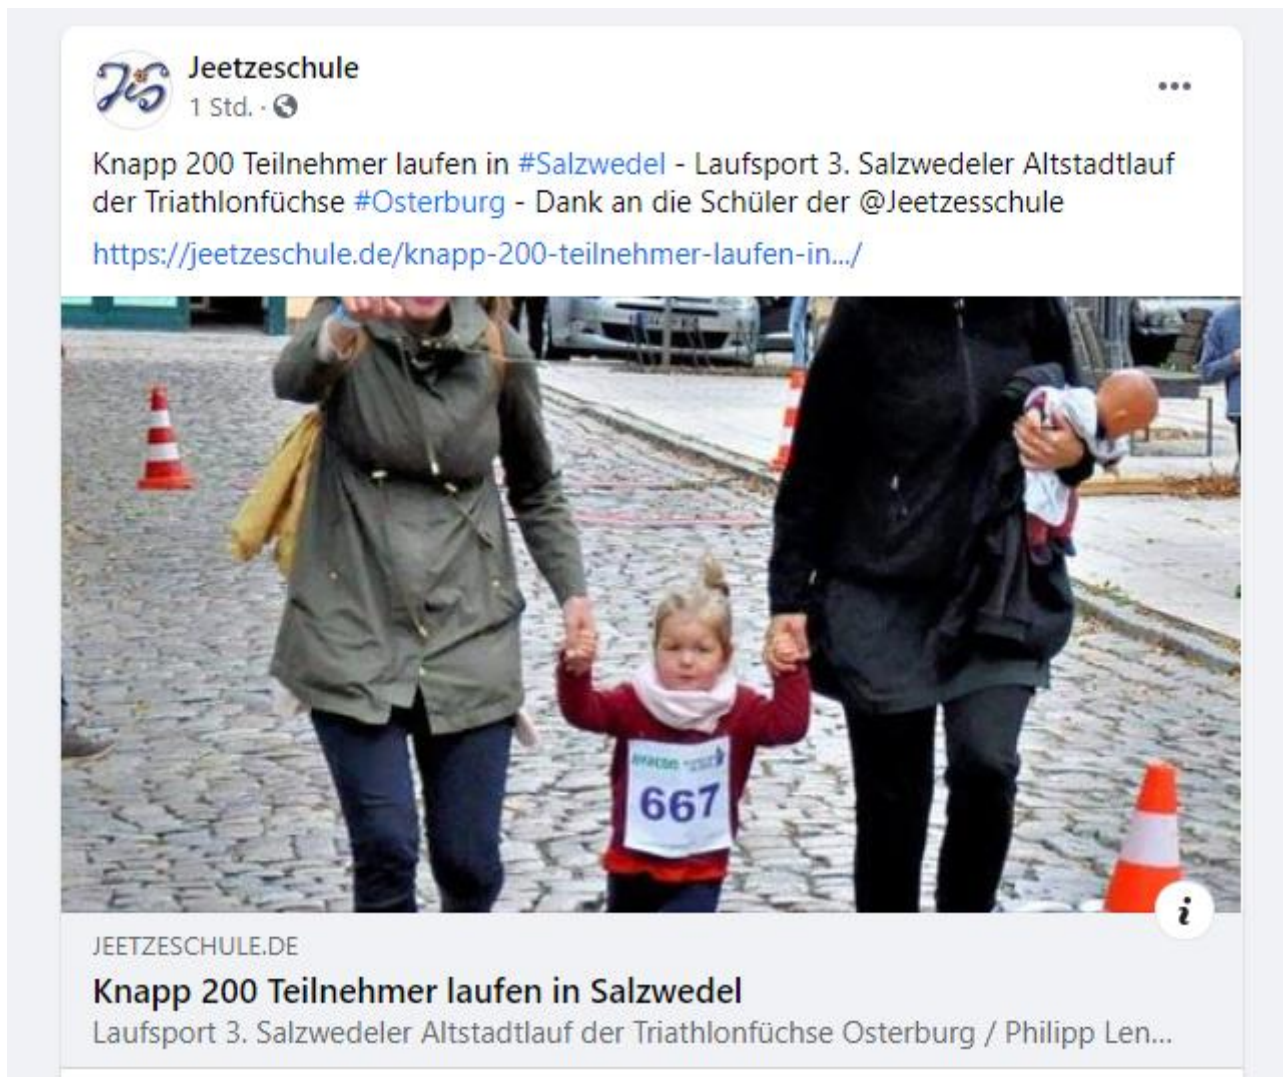 Jeetzeschule
1 Std. ·
Knapp 200 Teilnehmer laufen in #Salzwedel - Laufsport 3. Salzwedeler Altstadtlauf
der Triathlonfüchse #Osterburg - Dank an die Schüler der @Jeetzesschule
https://jeetzeschule.de/knapp-200-teilnehmer-laufen-in.../
avacon
667
i
JEETZESCHULE.DE
Knapp 200 Teilnehmer laufen in Salzwedel
Laufsport 3. Salzwedeler Altstadtlauf der Triathlonfüchse Osterburg / Philipp Len...